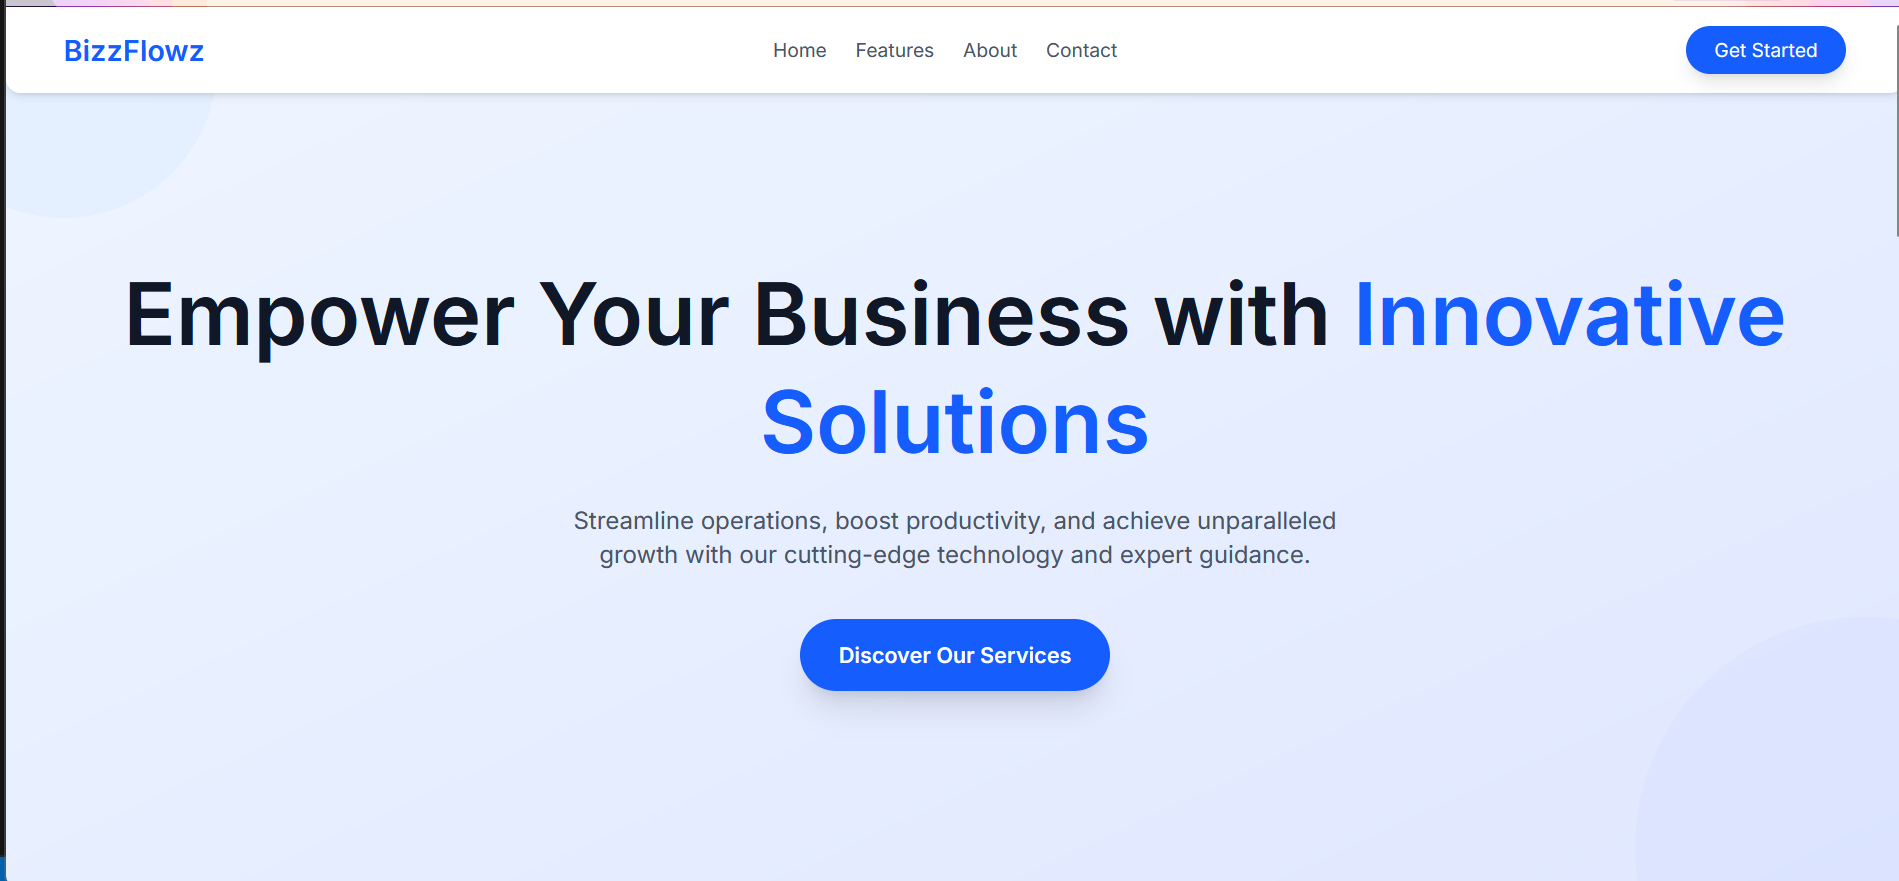 BizzFlowz
Home
Features
About
Contact
Get Started
Empower Your Business with Innovative
Solutions
Streamline operations, boost productivity, and achieve unparalleled
growth with our cutting-edge technology and expert guidance.
Discover Our Services